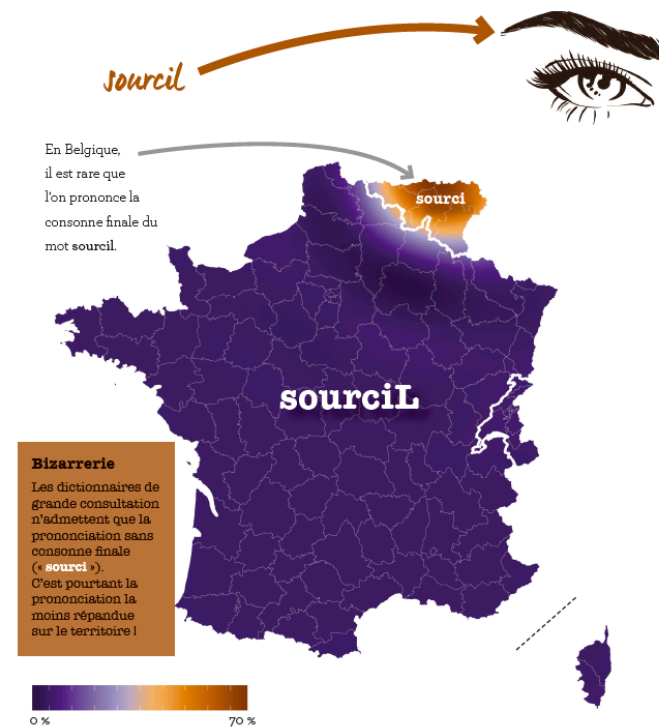 sourcil
En Belgique,
il est rare que
l'on prononce la
consonne finale du
mot sourcil.
sourci
sourciL
Bizarrerie
Les dictionnaires de
grande consultation
n'admettent que la
prononciation sans
consonne finale
(« sourci »).
C'est pourtant la
prononciation la
moins répandue
sur le territoire !
0 %
70 %